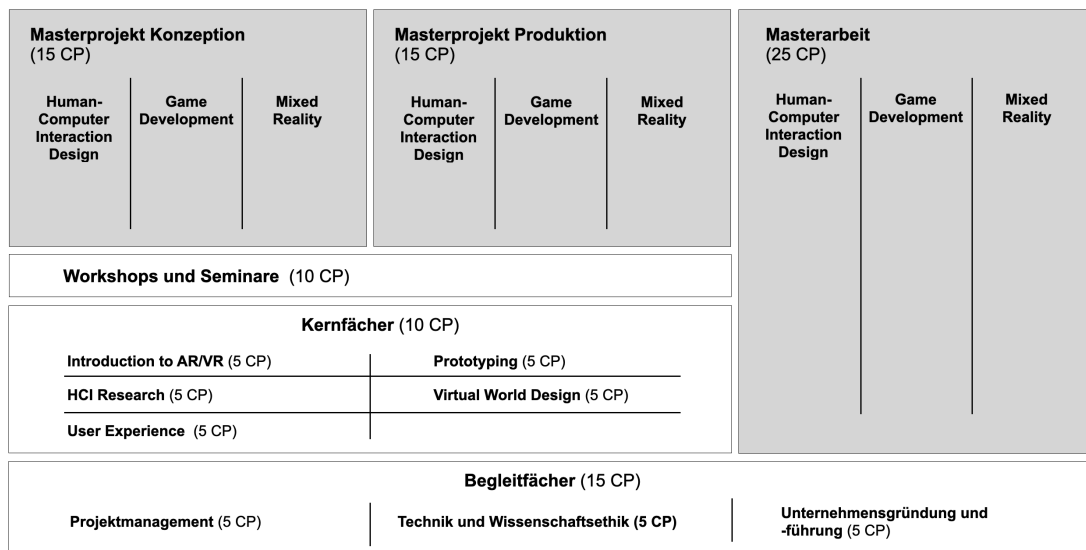 Masterprojekt Konzeption
(15 CP)
Human-
Computer
Interaction
Design
Game
Development
Mixed
Reality
Masterprojekt Produktion
(15 CP)
Human-
Computer
Interaction
Design
Game
Development
Mixed
Reality
Masterarbeit
(25 CP)
Human-
Computer
Interaction
Design
Game
Development
Mixed
Reality
Workshops und Seminare (10 CP)
Kernfächer (10 CP)
Introduction to AR/VR (5 CP)
Prototyping (5 CP)
HCI Research (5 CP)
Virtual World Design (5 CP)
User Experience (5 CP)
Begleitfächer (15 CP)
Projektmanagement (5 CP)
Technik und Wissenschaftsethik (5 CP)
Unternehmensgründung und
-führung (5 CP)